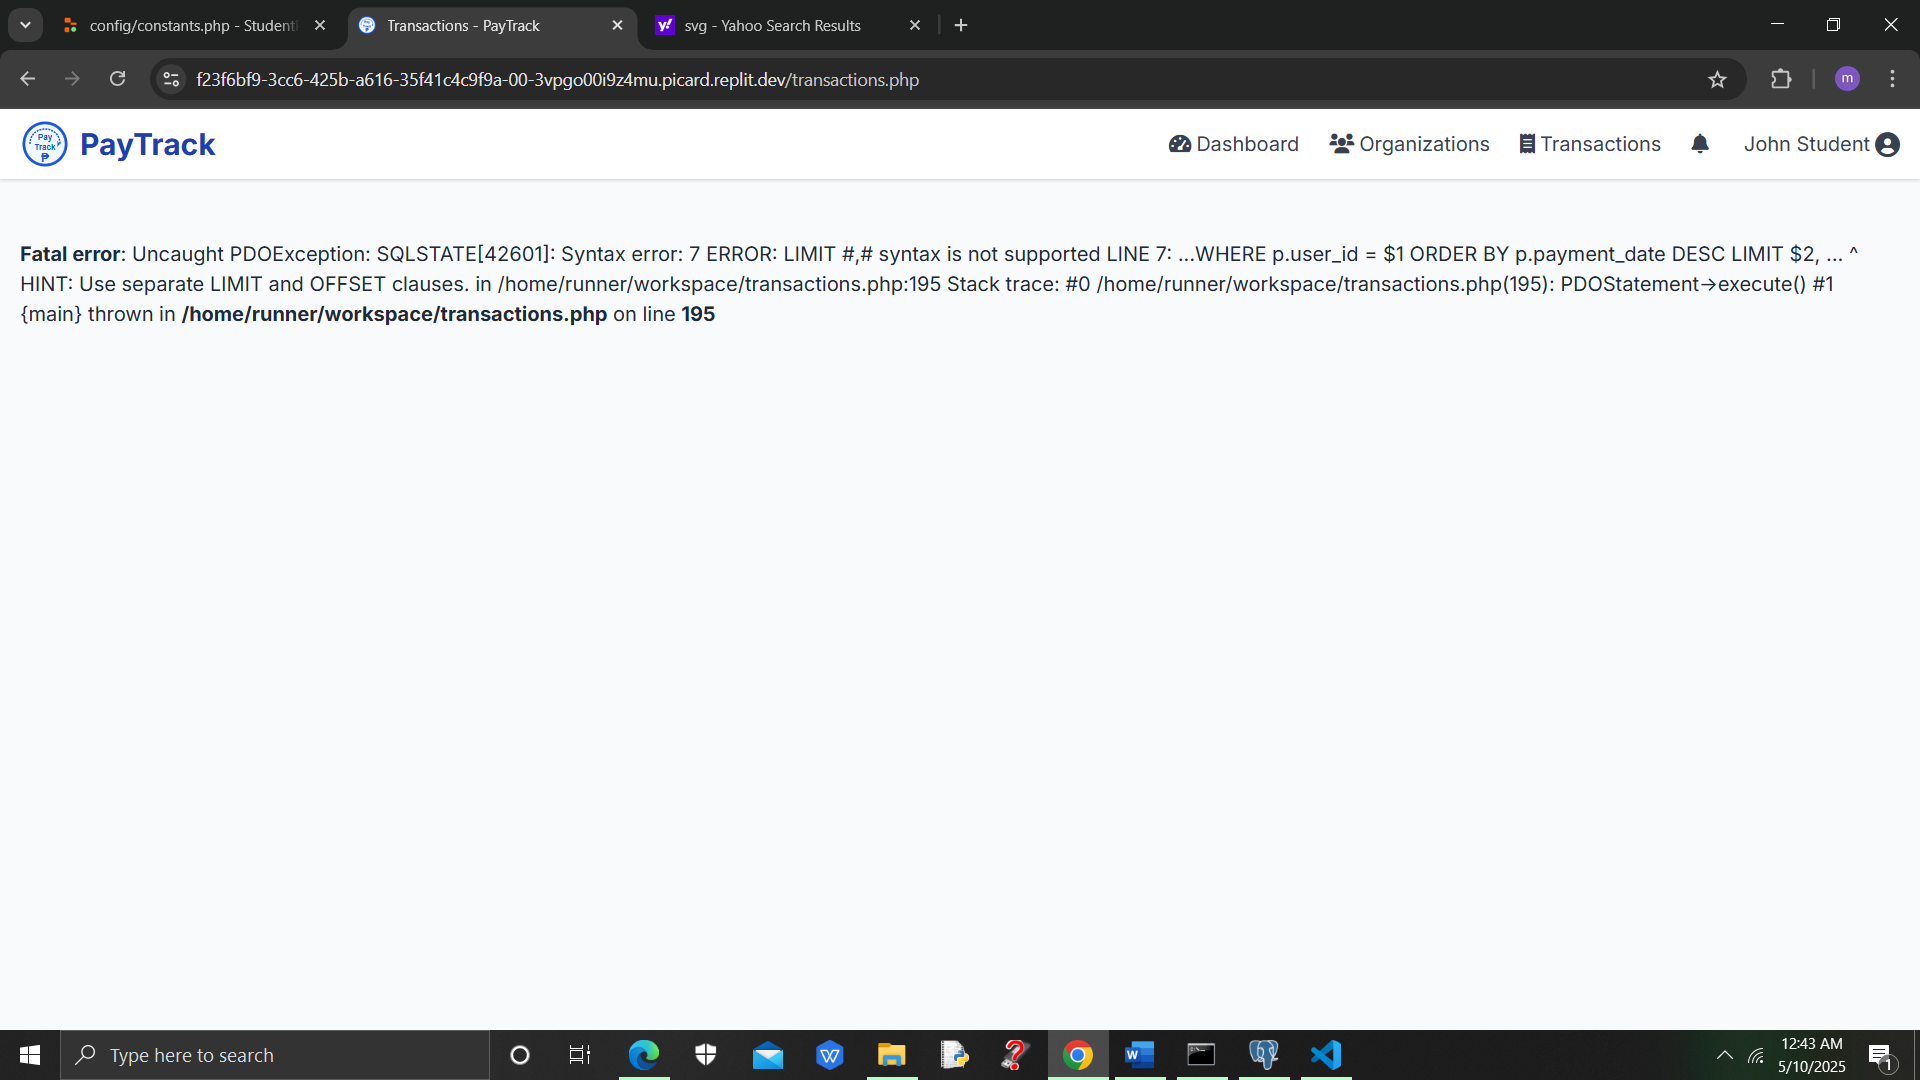 config/constants.php - Student
Transactions - PayTrack
svg - Yahoo Search Results
f23f6bf9-3cc6-425b-a616-35f41c4c9f9a-00-3vpgo00i9z4mu.picard.replit.dev/transactions.php
m
Pay
Track
₱
PayTrack
Dashboard
Organizations
Transactions
John Student
Fatal error: Uncaught PDOException: SQLSTATE[42601]: Syntax error: 7 ERROR: LIMIT #,# syntax is not supported LINE 7: ...WHERE p.user_id = $1 ORDER BY p.payment_date DESC LIMIT $2, ... ^
HINT: Use separate LIMIT and OFFSET clauses. in /home/runner/workspace/transactions.php:195 Stack trace: #0 /home/runner/workspace/transactions.php(195): PDOStatement->execute() #1
{main} thrown in /home/runner/workspace/transactions.php on line 195
Type here to search
12:43 AM
5/10/2025
1